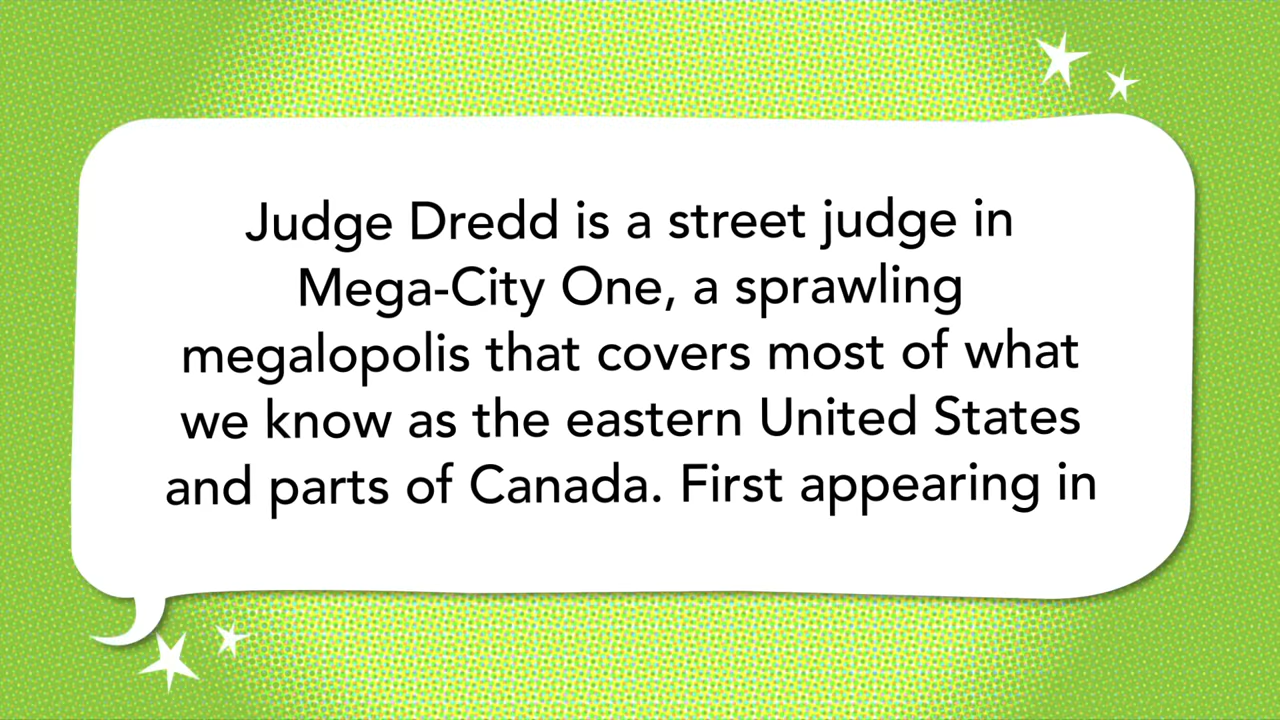 Judge Dredd is a street judge in
Mega-City One, a sprawling
megalopolis that covers most of what
we know as the eastern United States
and parts of Canada. First appearing in